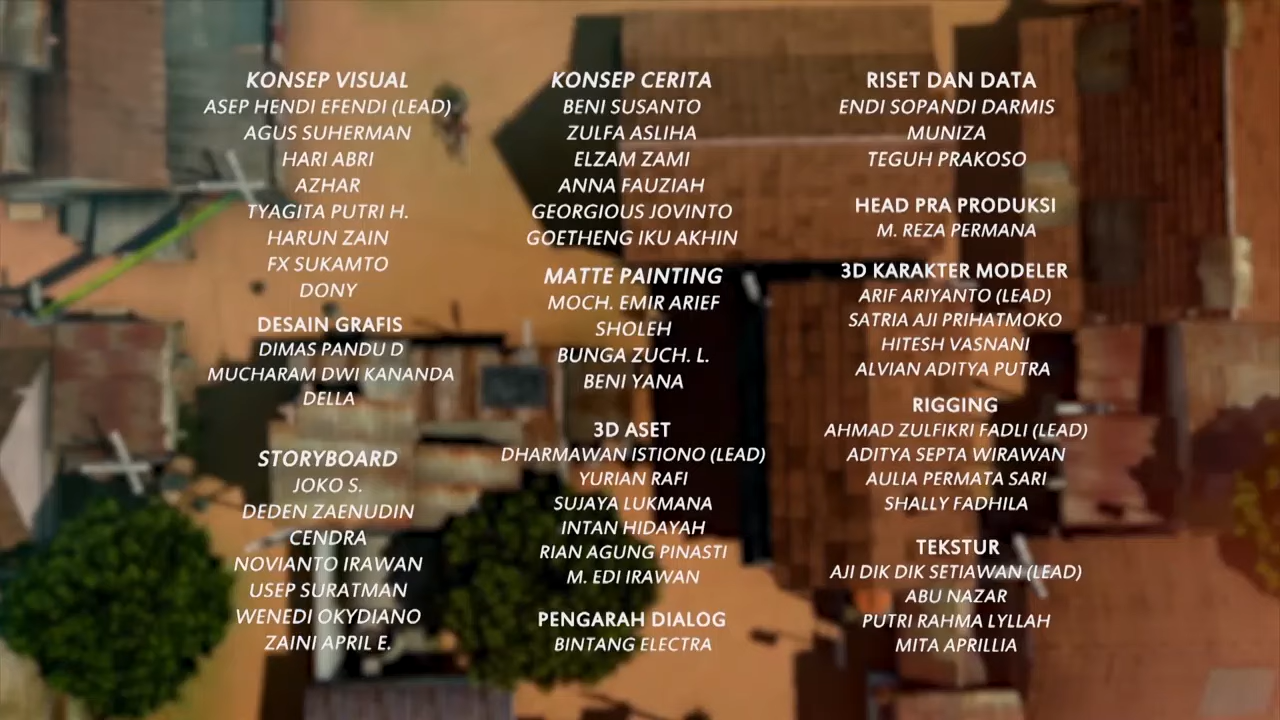 KONSEP VISUAL
ASEP HENDI EFENDI (LEAD)
AGUS SUHERMAN
HARI ABRI
AZHAR
TYAGITA PUTRI H.
HARUN ZAIN
FX SUKAMTO
DONY
DESAIN GRAFIS
DIMAS PANDU D
MUCHARAM DWI KANANDA
DELLA
STORYBOARD
JOKO S.
DEDEN ZAENUDIN
CENDRA
NOVIANTO IRAWAN
USEP SURATMAN
WENEDI OKYDIANO
ZAINI APRIL E.
KONSEP CERITA
BENI SUSANTO
ZULFA ASLIHA
ELZAM ZAMI
ANNA FAUZIAH
GEORGIOUS JOVINTO
GOETHENG IKU AKHIN
MATTE PAINTING
MOCH. EMIR ARIEF
SHOLEH
BUNGA ZUCH. L.
BENI YANA
3D ASET
DHARMAWAN ISTIONO (LEAD)
YURIAN RAFI
SUJAYA LUKMANA
INTAN HIDAYAH
RIAN AGUNG PINASTI
M. EDI IRAWAN
PENGARAH DIALOG
BINTANG ELECTRA
RISET DAN DATA
ENDI SOPANDI DARMIS
MUNIZA
TEGUH PRAKOSO
HEAD PRA PRODUKSI
M. REZA PERMANA
3D KARAKTER MODELER
ARIF ARIYANTO (LEAD)
SATRIA AJI PRIHATMOKO
HITESH VASNANI
ALVIAN ADITYA PUTRA
RIGGING
AHMAD ZULFIKRI FADLI (LEAD)
ADITYA SEPTA WIRAWAN
AULIA PERMATA SARI
SHALLY FADHILA
TEKSTUR
AJI DIK DIK SETIAWAN (LEAD)
ABU NAZAR
PUTRI RAHMA LYLLAH
MITA APRILLIA